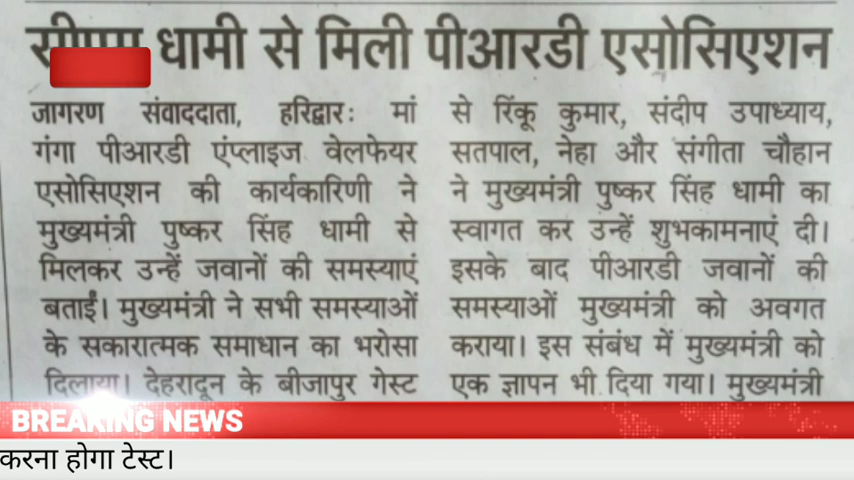 धामी से मिली पीआरडी एसोसिएशन
जागरण संवाददाता, हरिद्वार: मां
गंगा पीआरडी एंप्लाइज वेलफेयर
एसोसिएशन की कार्यकारिणी ने
मुख्यमंत्री पुष्कर सिंह धामी से
मिलकर उन्हें जवानों की समस्याएं
बताईं। मुख्यमंत्री ने सभी समस्याओं
के सकारात्मक समाधान का भरोसा
दिलाया। देहरादून के बीजापुर गेस्ट
से रिंकू कुमार, संदीप उपाध्याय,
सतपाल, नेहा और संगीता चौहान
ने मुख्यमंत्री पुष्कर सिंह धामी का
स्वागत कर उन्हें शुभकामनाएं दी।
इसके बाद पीआरडी जवानों की
समस्याओं मुख्यमंत्री को अवगत
कराया। इस संबंध में मुख्यमंत्री को
एक ज्ञापन भी दिया गया। मुख्यमंत्री
BREAKING NEWS
करना होगा टेस्ट।